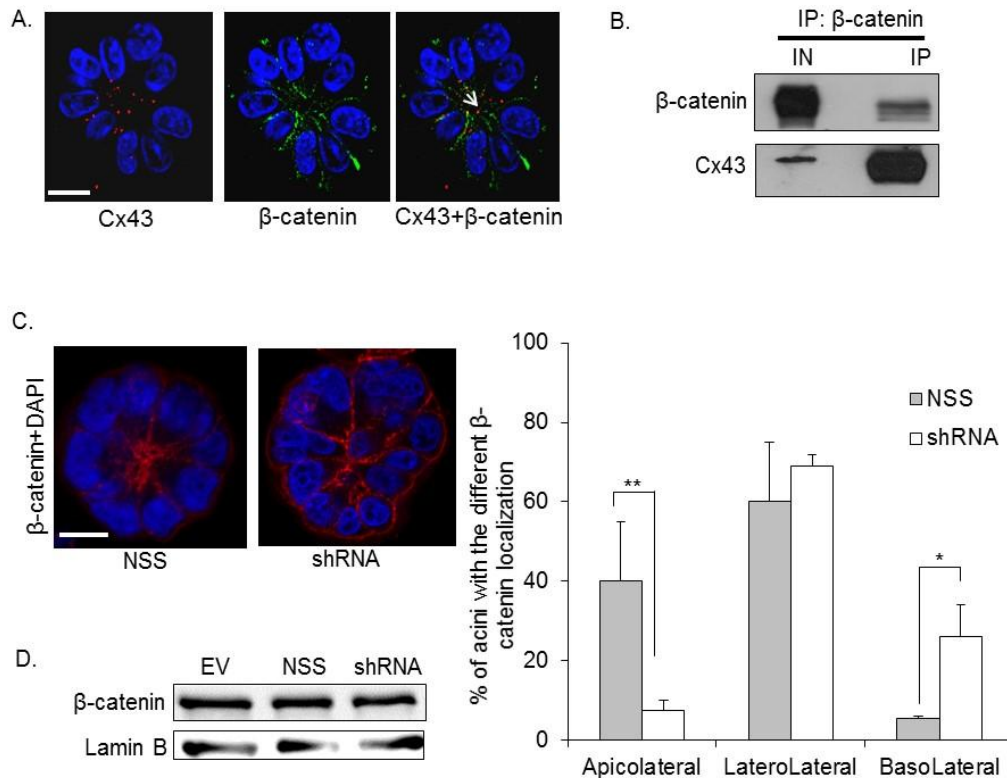 A.
Cx43
β-catenin
Cx43+β-catenin
B.
IP: β-catenin
IN IP
β-catenin
Cx43
C.
β-catenin+DAPI
NSS
shRNA
% of acini with the different β-
catenin localization
100
80
60
40
20
0
NSS
shRNA
**
*
Apicolateral LateroLateral BasoLateral
D.
EV NSS shRNA
β-catenin
Lamin B